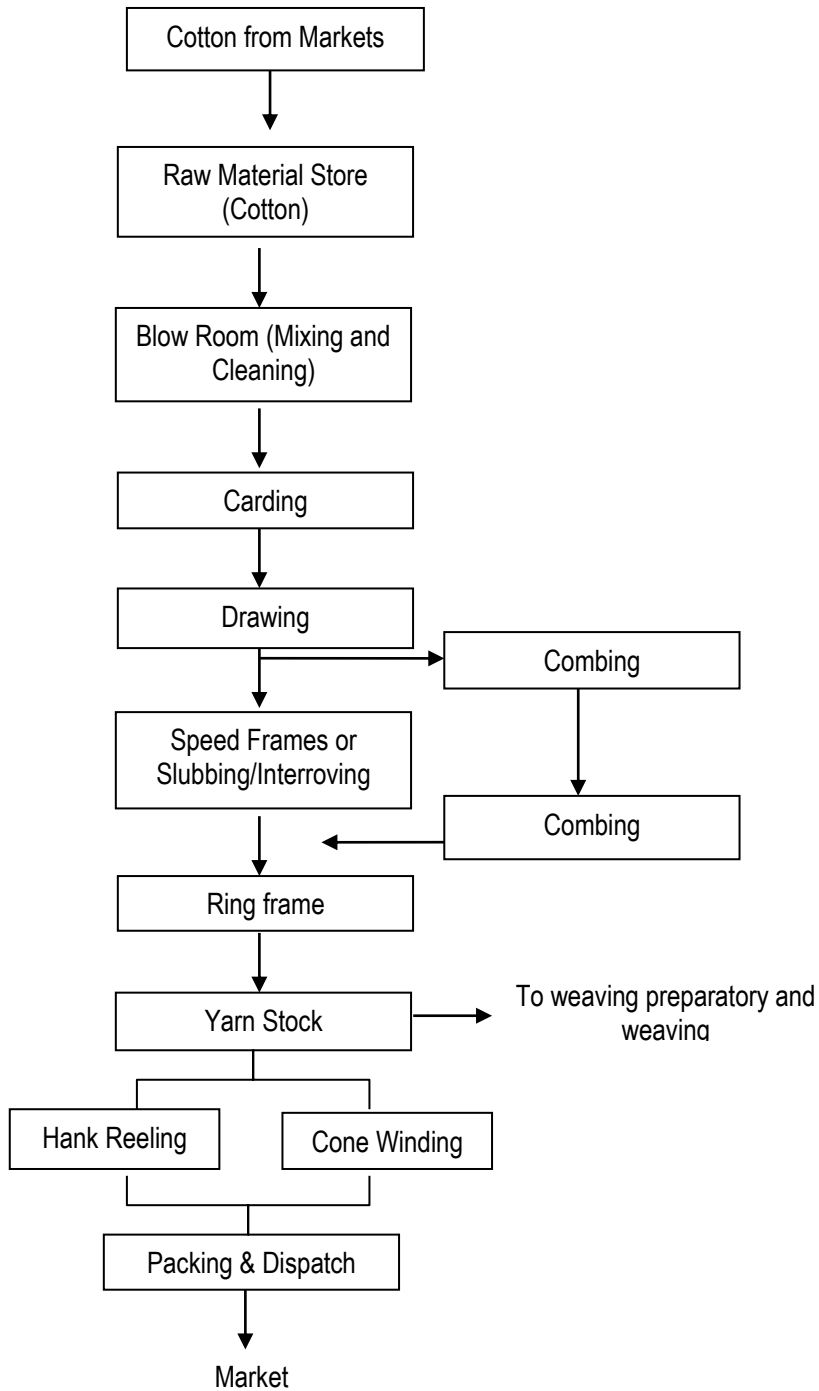 Cotton from Markets
Raw Material Store
(Cotton)
Blow Room (Mixing and
Cleaning)
Carding
Drawing
Combing
Speed Frames or
Slubbing/Interroving
Combing
Ring frame
Yarn Stock
To weaving preparatory and
weaving
Hank Reeling
Cone Winding
Packing & Dispatch
Market